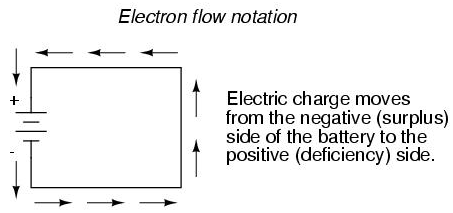 Electron flow notation
+
-
Electric charge moves
from the negative (surplus)
side of the battery to the
positive (deficiency) side.